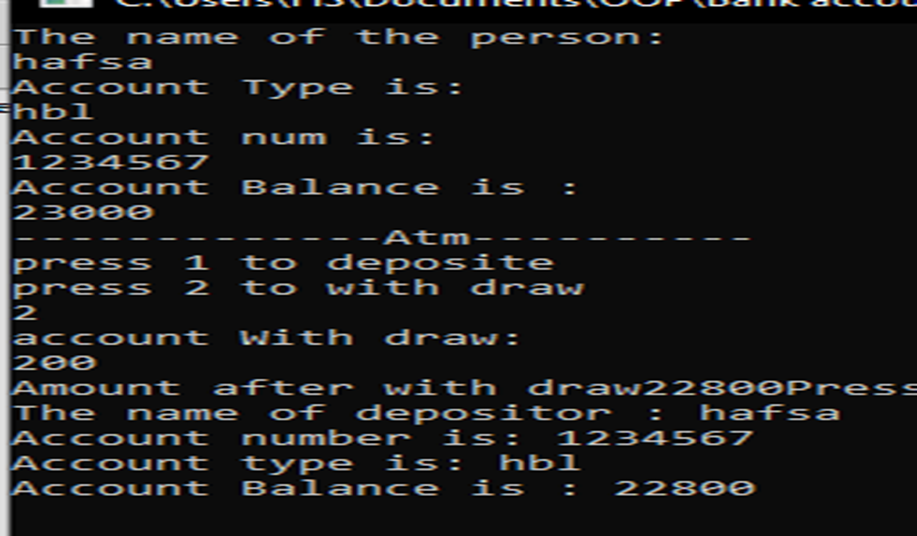 C:\Users\HS\Documents\OOP\Bank accou
The name of the person:
hafsa
Account Type is:
hbl
Account num is:
1234567
Account Balance is :
23000
-------------Atm----------
press 1 to deposite
press 2 to with draw
2
account With draw:
200
Amount after with draw22800Press
The name of depositor : hafsa
Account number is: 1234567
Account type is: hbl
Account Balance is : 22800